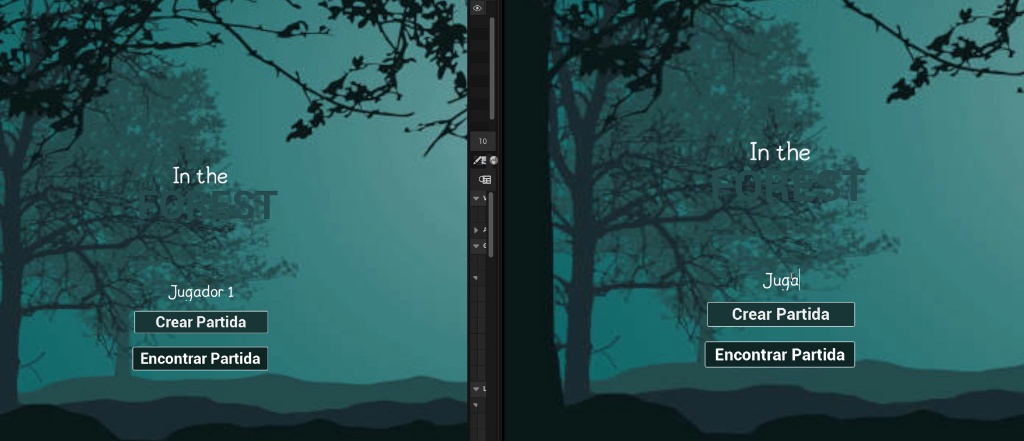 In the
FOREST
Jugador 1
Crear Partida
Encontrar Partida
10
In the
FOREST
Juga
Crear Partida
Encontrar Partida